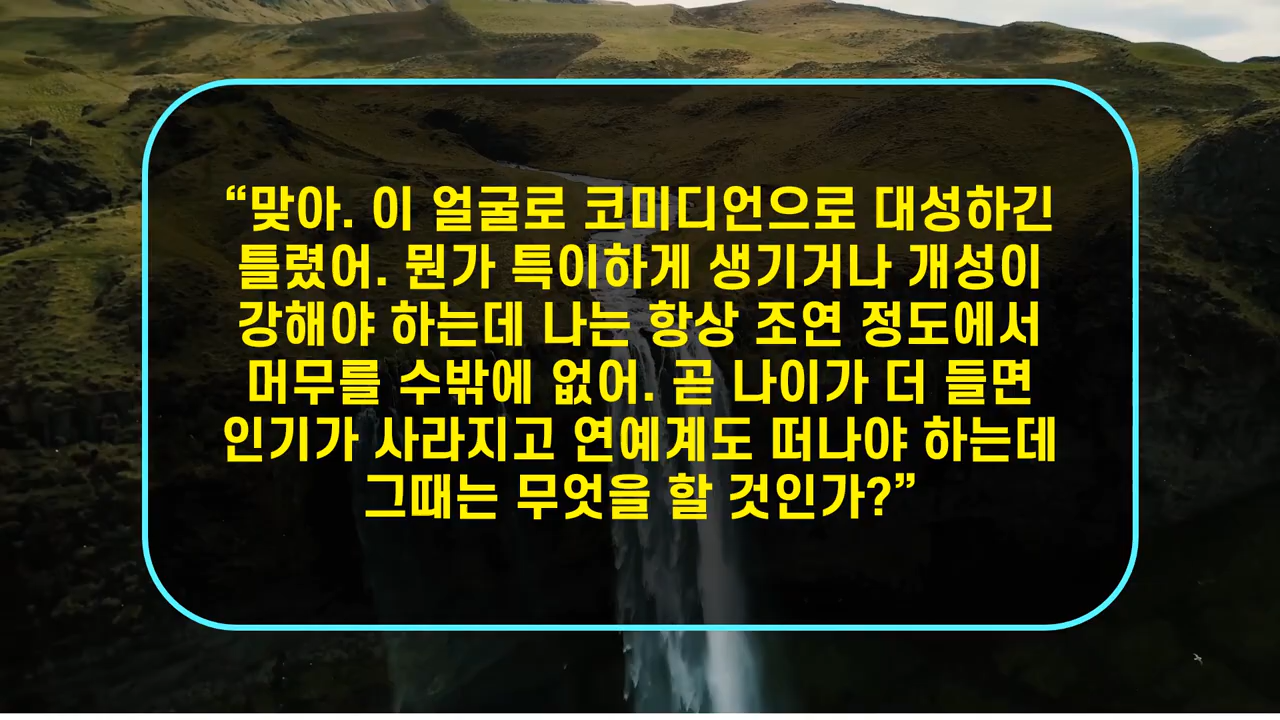 “맞아. 이 얼굴로 코미디언으로 대성하긴
틀렸어. 뭔가 특이하게 생기거나 개성이
강해야 하는데 나는 항상 조연 정도에서
머무를 수밖에 없어. 곧 나이가 더 들면
인기가 사라지고 연예계도 떠나야 하는데
그때는 무엇을 할 것인가?”